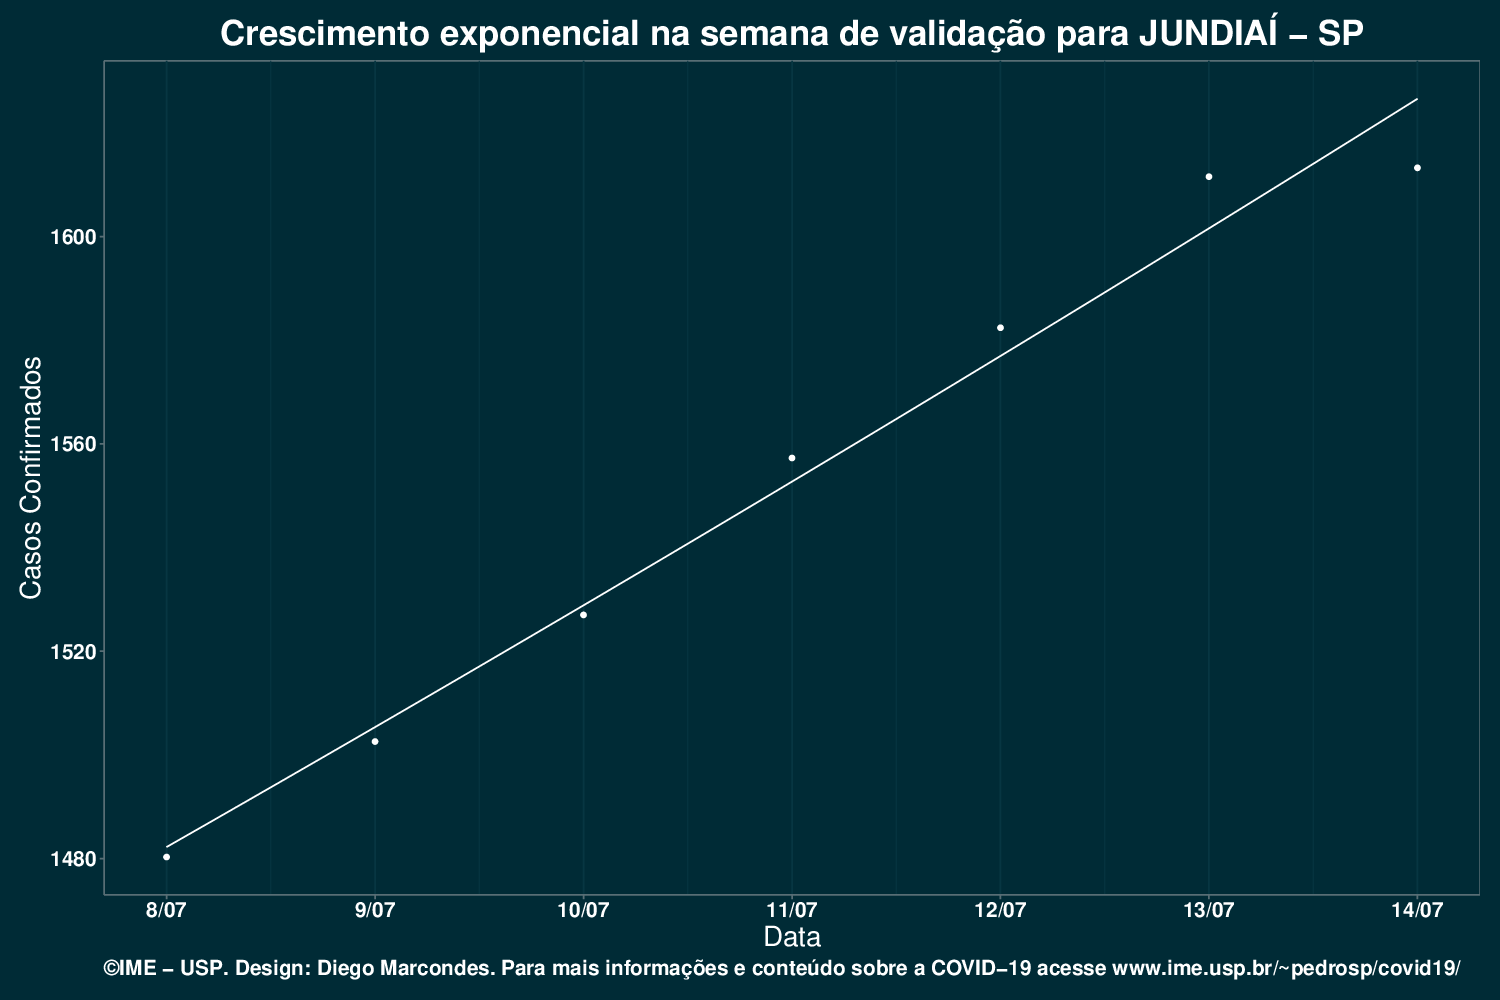 Crescimento exponencial na semana de validação para JUNDIAÍ – SP
Casos Confirmados
1600
1560
1520
1480
8/07 9/07 10/07 11/07 12/07 13/07 14/07
Data
©IME – USP. Design: Diego Marcondes. Para mais informações e conteúdo sobre a COVID–19 acesse www.ime.usp.br/~pedrosp/covid19/